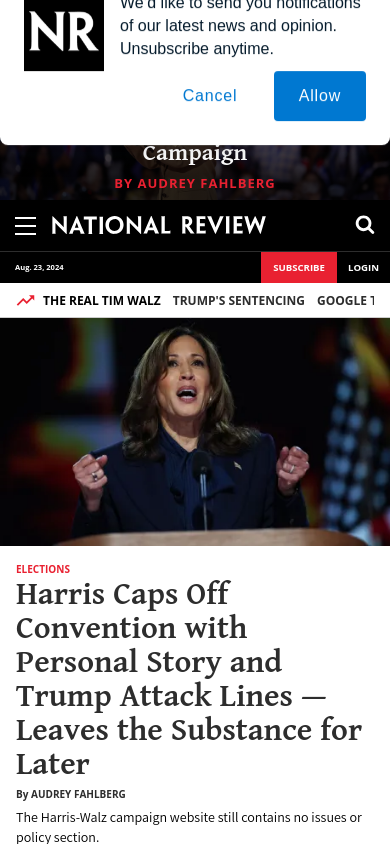 We'd like to send you notifications
NR
of our latest news and opinion.
Unsubscribe anytime.
Cancel
Allow
Campaign
BY AUDREY FAHLBERG
NATIONAL REVIEW
Aug. 23, 2024
SUBSCRIBE
LOGIN
THE REAL TIM WALZ
TRUMP'S SENTENCING
GOOGLE T
ELECTIONS
Harris Caps Off
Convention with
Personal Story and
Trump Attack Lines —
Leaves the Substance for
Later
By AUDREY FAHLBERG
The Harris-Walz campaign website still contains no issues or
policy section.